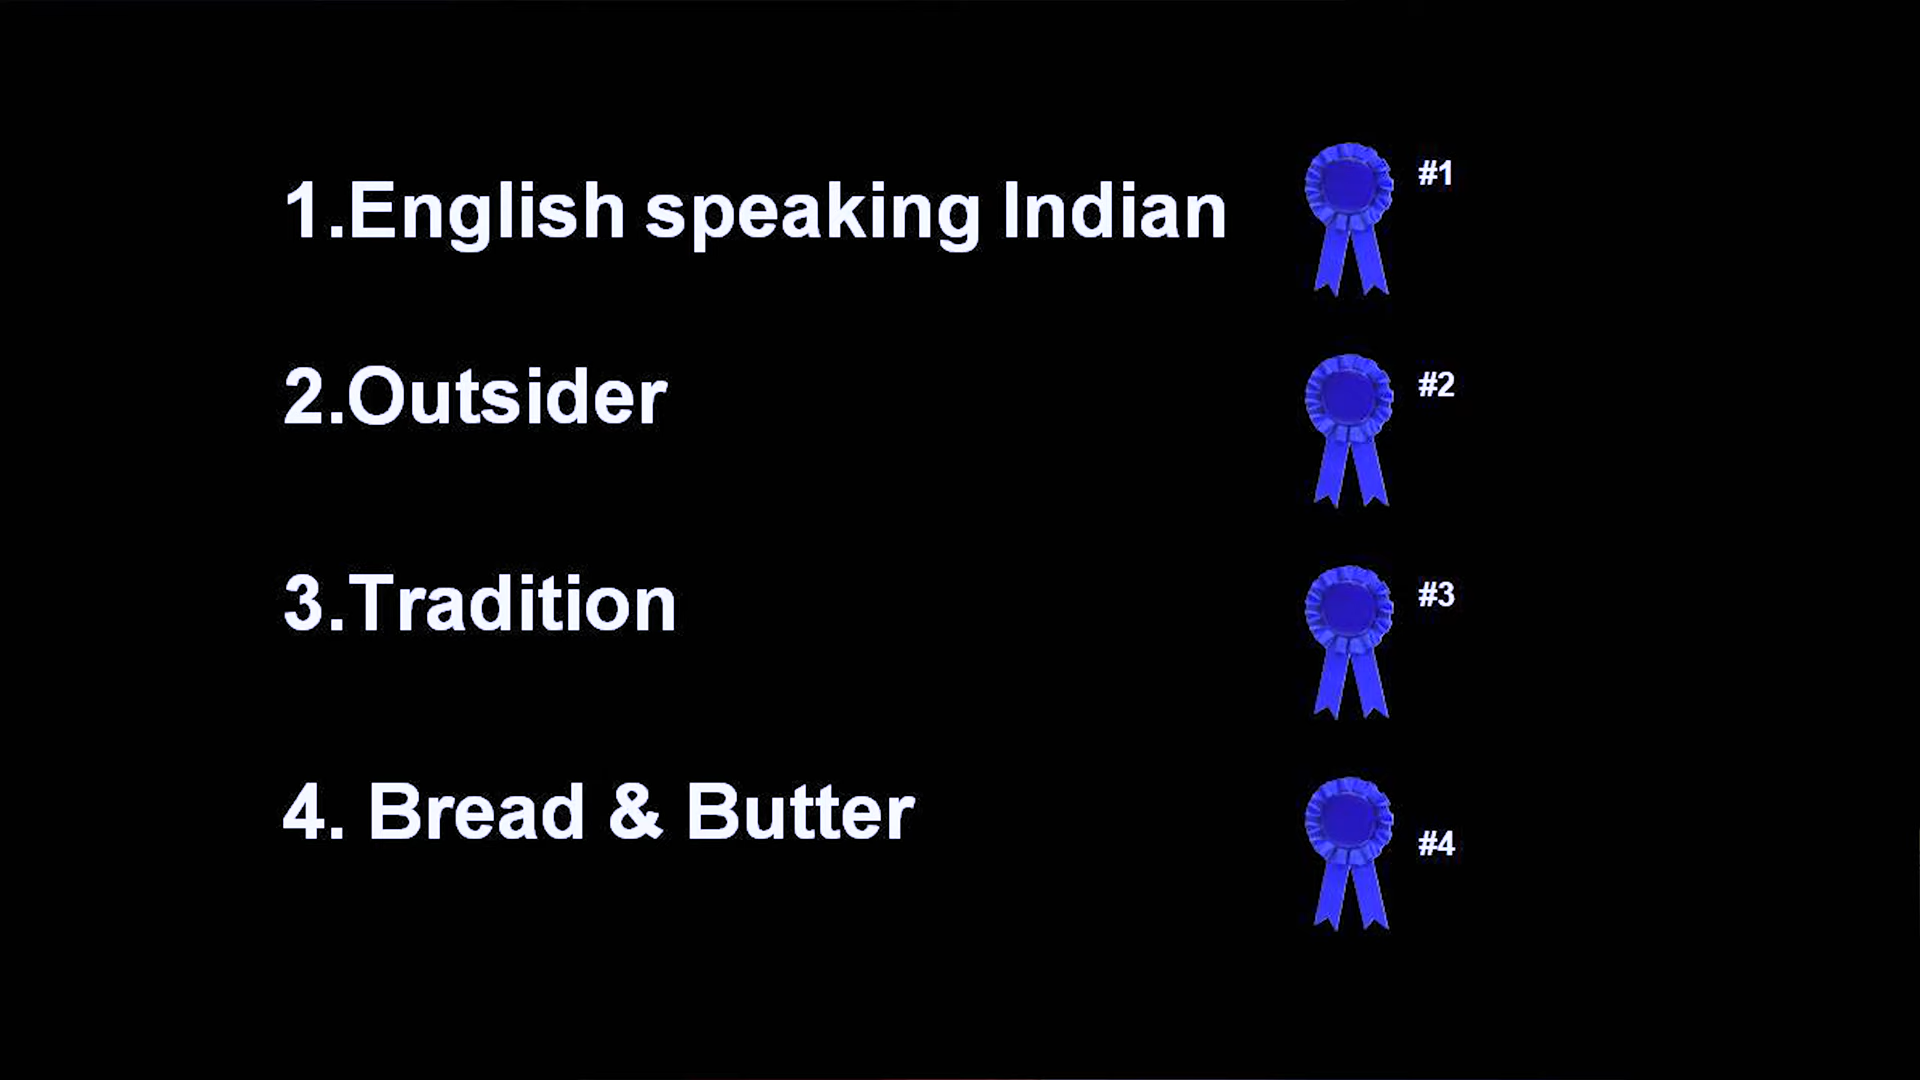 1.English speaking Indian #1
2.Outsider #2
3.Tradition #3
4. Bread & Butter #4